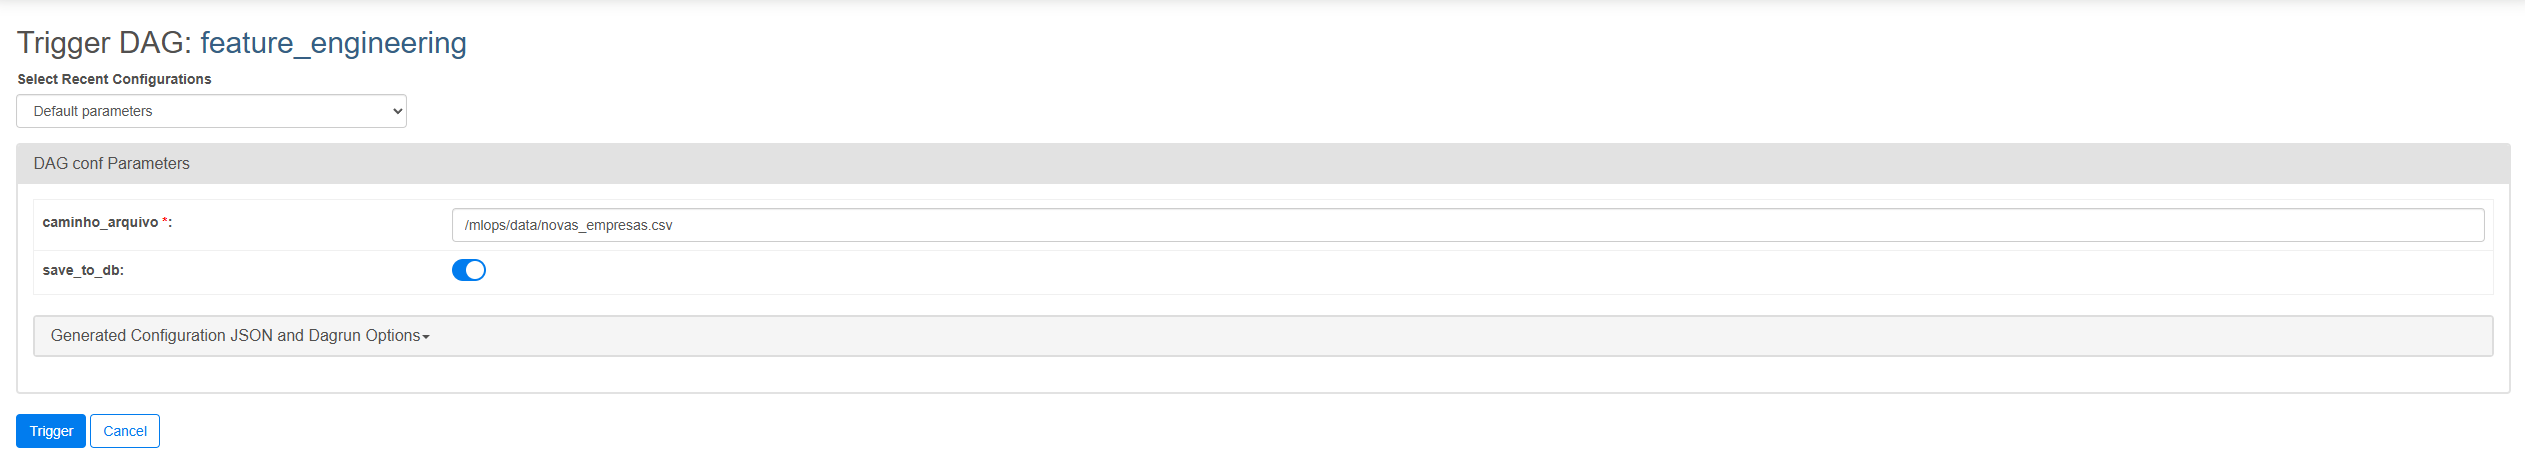 Trigger DAG: feature_engineering
Select Recent Configurations
Default parameters
DAG conf Parameters
caminho_arquivo *:
/mlops/data/novas_empresas.csv
save_to_db:
Generated Configuration JSON and Dagrun Options
Trigger
Cancel